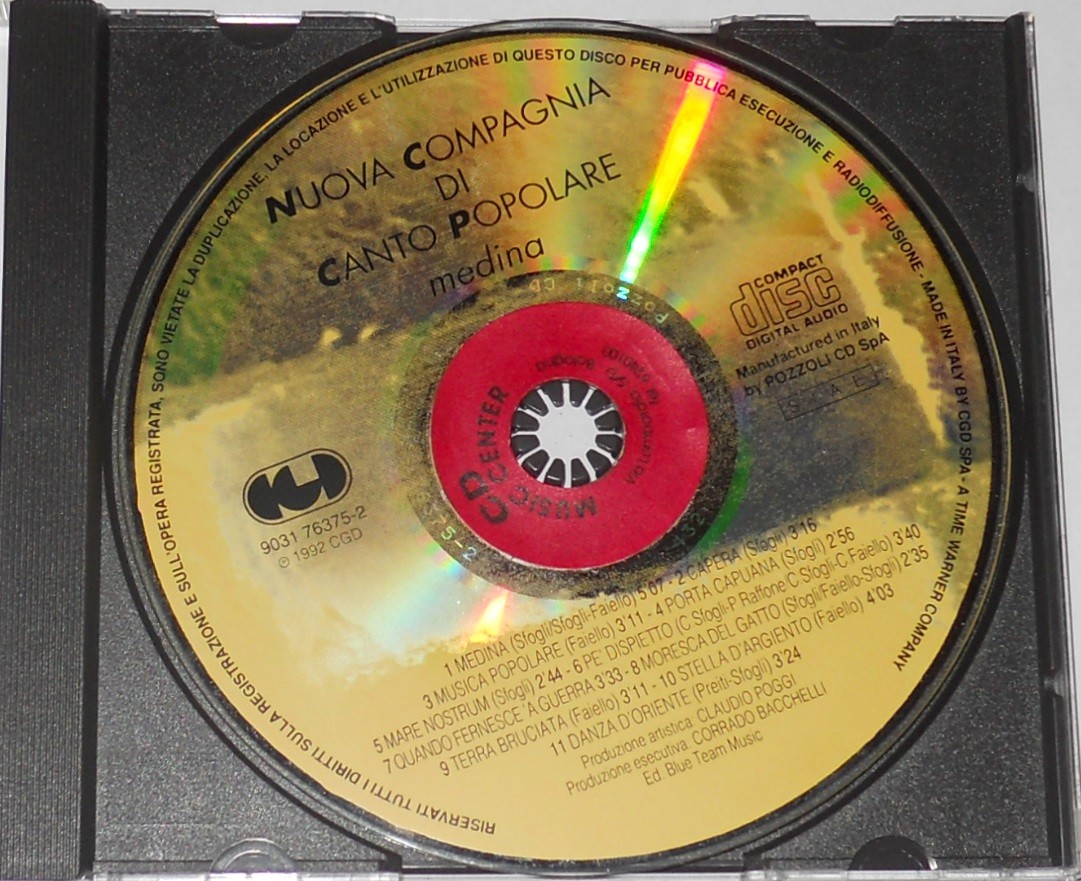 RISERVATI TUTTI I DIRITTI SULLA REGISTRAZIONE E SULL'OPERA REGISTRATA, SONO VIETATE LA DUPLICAZIONE, LA LOCAZIONE E L'UTILIZZAZIONE DI QUESTO DISCO PER PUBBLICA ESECUZIONE E RADIODIFFUSIONE - MADE IN ITALY BY CGD SPA - A TIME WARNER COMPANY
NUOVA COMPAGNIA
DI
CANTO POPOLARE
medina
Pozzoli CD
COMPACT
disc
DIGITAL AUDIO
Manufactured in Italy
by POZZOLI CD SpA
S I A E
CD
MUSIC CENTER
CGD
9031 76375-2
© 1992 CGD
1 MEDINA (Sfogli/Sfogli-Faiello) 5'07 - 2 CAPERA (Sfogli) 3'16
3 MUSICA POPOLARE (Faiello) 3'11 - 4 PORTA CAPUANA (Sfogli) 2'56
5 MARE NOSTRUM (Sfogli) 2'44 - 6 PE' DISPIETTO (C Sfogli-P Raffone/C Sfogli-C Faiello) 3'40
7 QUANDO FERNESCE 'A GUERRA 3'33 - 8 MORESCA DEL GATTO (Sfogli/Faiello-Sfogli) 2'35
9 TERRA BRUCIATA (Faiello) 3'11 - 10 STELLA D'ARGIENTO (Faiello) 4'03
11 DANZA D'ORIENTE (Preiti-Sfogli) 3'24
Produzione artistica: CLAUDIO POGGI
Produzione esecutiva: CORRADO BACCHELLI
Ed. Blue Team Music